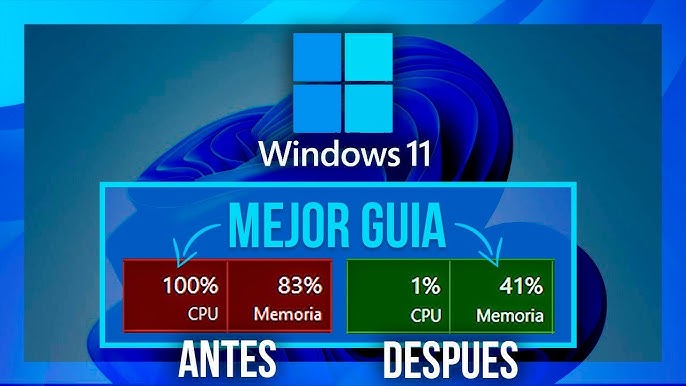 Windows 11
MEJOR GUIA
100% 83% 1% 41%
CPU Memoria CPU Memoria
ANTES DESPUES